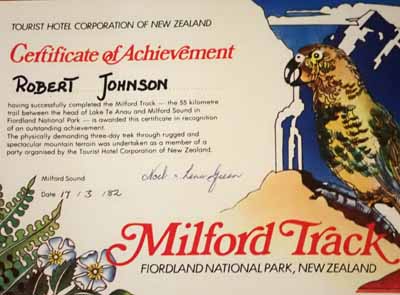 TOURIST HOTEL CORPORATION OF NEW ZEALAND
Certificate of Achievement
ROBERT JOHNSON
having successfully completed the Milford Track — the 55 kilometre
trail between the head of Lake Te Anau and Milford Sound in
Fiordland National Park — is awarded this certificate in recognition
of an outstanding achievement.
The physically demanding three-day trek through rugged and
spectacular mountain terrain was undertaken as a member of a
party organised by the Tourist Hotel Corporation of New Zealand.
Milford Sound
Date 17 / 3 / 82
Milford Track
FIORDLAND NATIONAL PARK, NEW ZEALAND